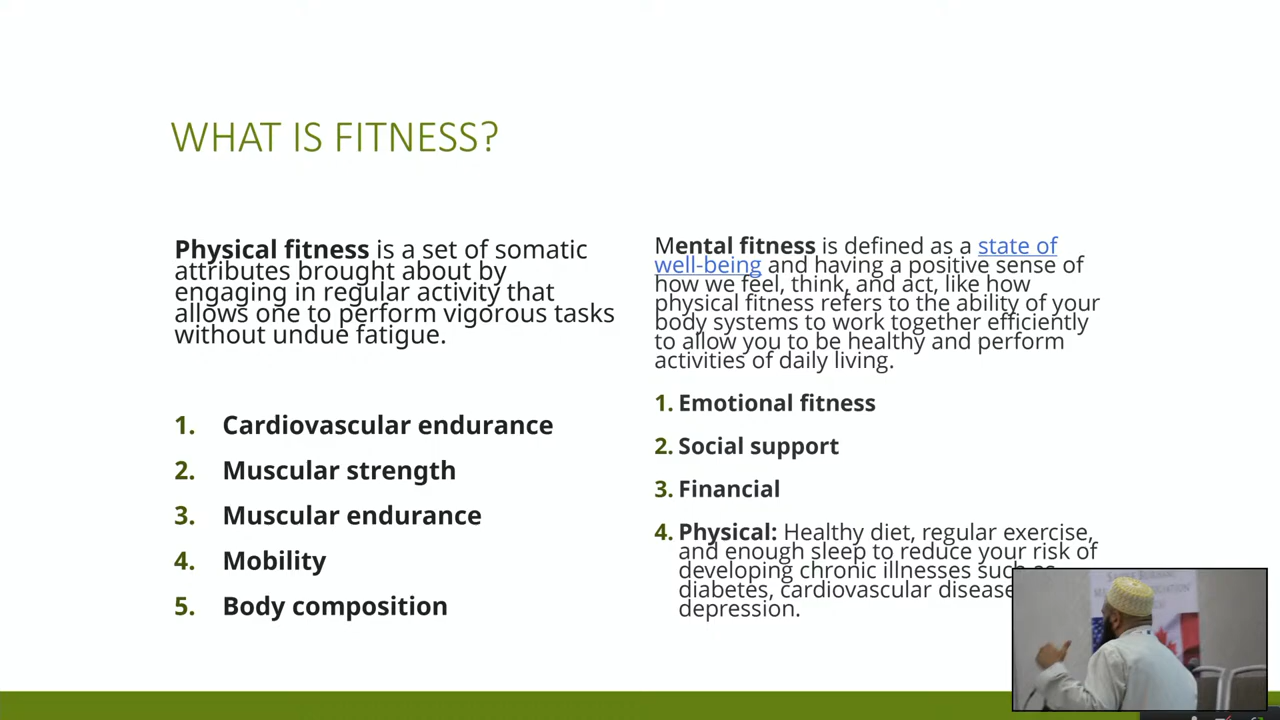 WHAT IS FITNESS?
Physical fitness is a set of somatic
attributes brought about by
engaging in regular activity that
allows one to perform vigorous tasks
without undue fatigue.
1. Cardiovascular endurance
2. Muscular strength
3. Muscular endurance
4. Mobility
5. Body composition
Mental fitness is defined as a state of
well-being and having a positive sense of
how we feel, think, and act, like how
physical fitness refers to the ability of your
body systems to work together efficiently
to allow you to be healthy and perform
activities of daily living.
1. Emotional fitness
2. Social support
3. Financial
4. Physical: Healthy diet, regular exercise,
and enough sleep to reduce your risk of
developing chronic illnesses such as
diabetes, cardiovascular disease
depression.